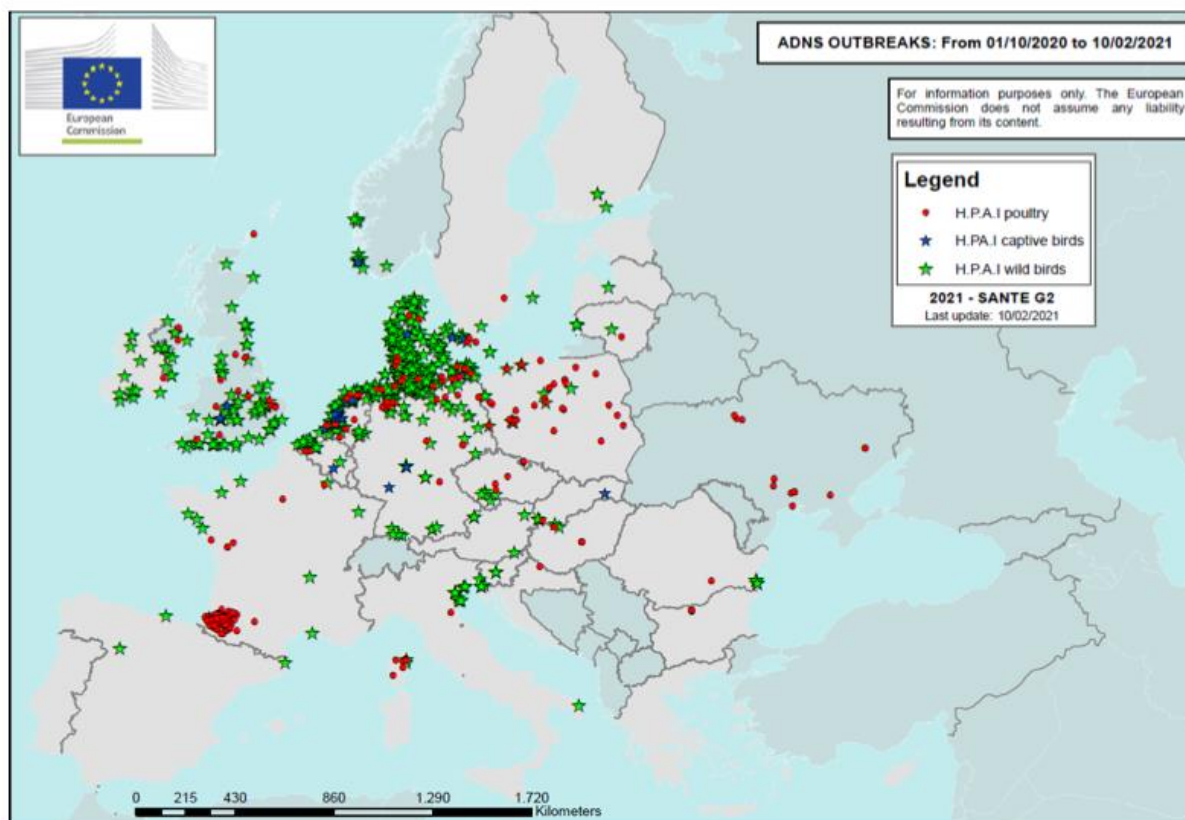 European
Commission
ADNS OUTBREAKS: From 01/10/2020 to 10/02/2021
For information purposes only. The European
Commission does not assume any liability
resulting from its content.
Legend
H.P.A.I poultry
H.PA.I captive birds
H.P.A.I wild birds
2021 - SANTE G2
Last update: 10/02/2021
0 215 430 860 1.290 1.720
Kilometers